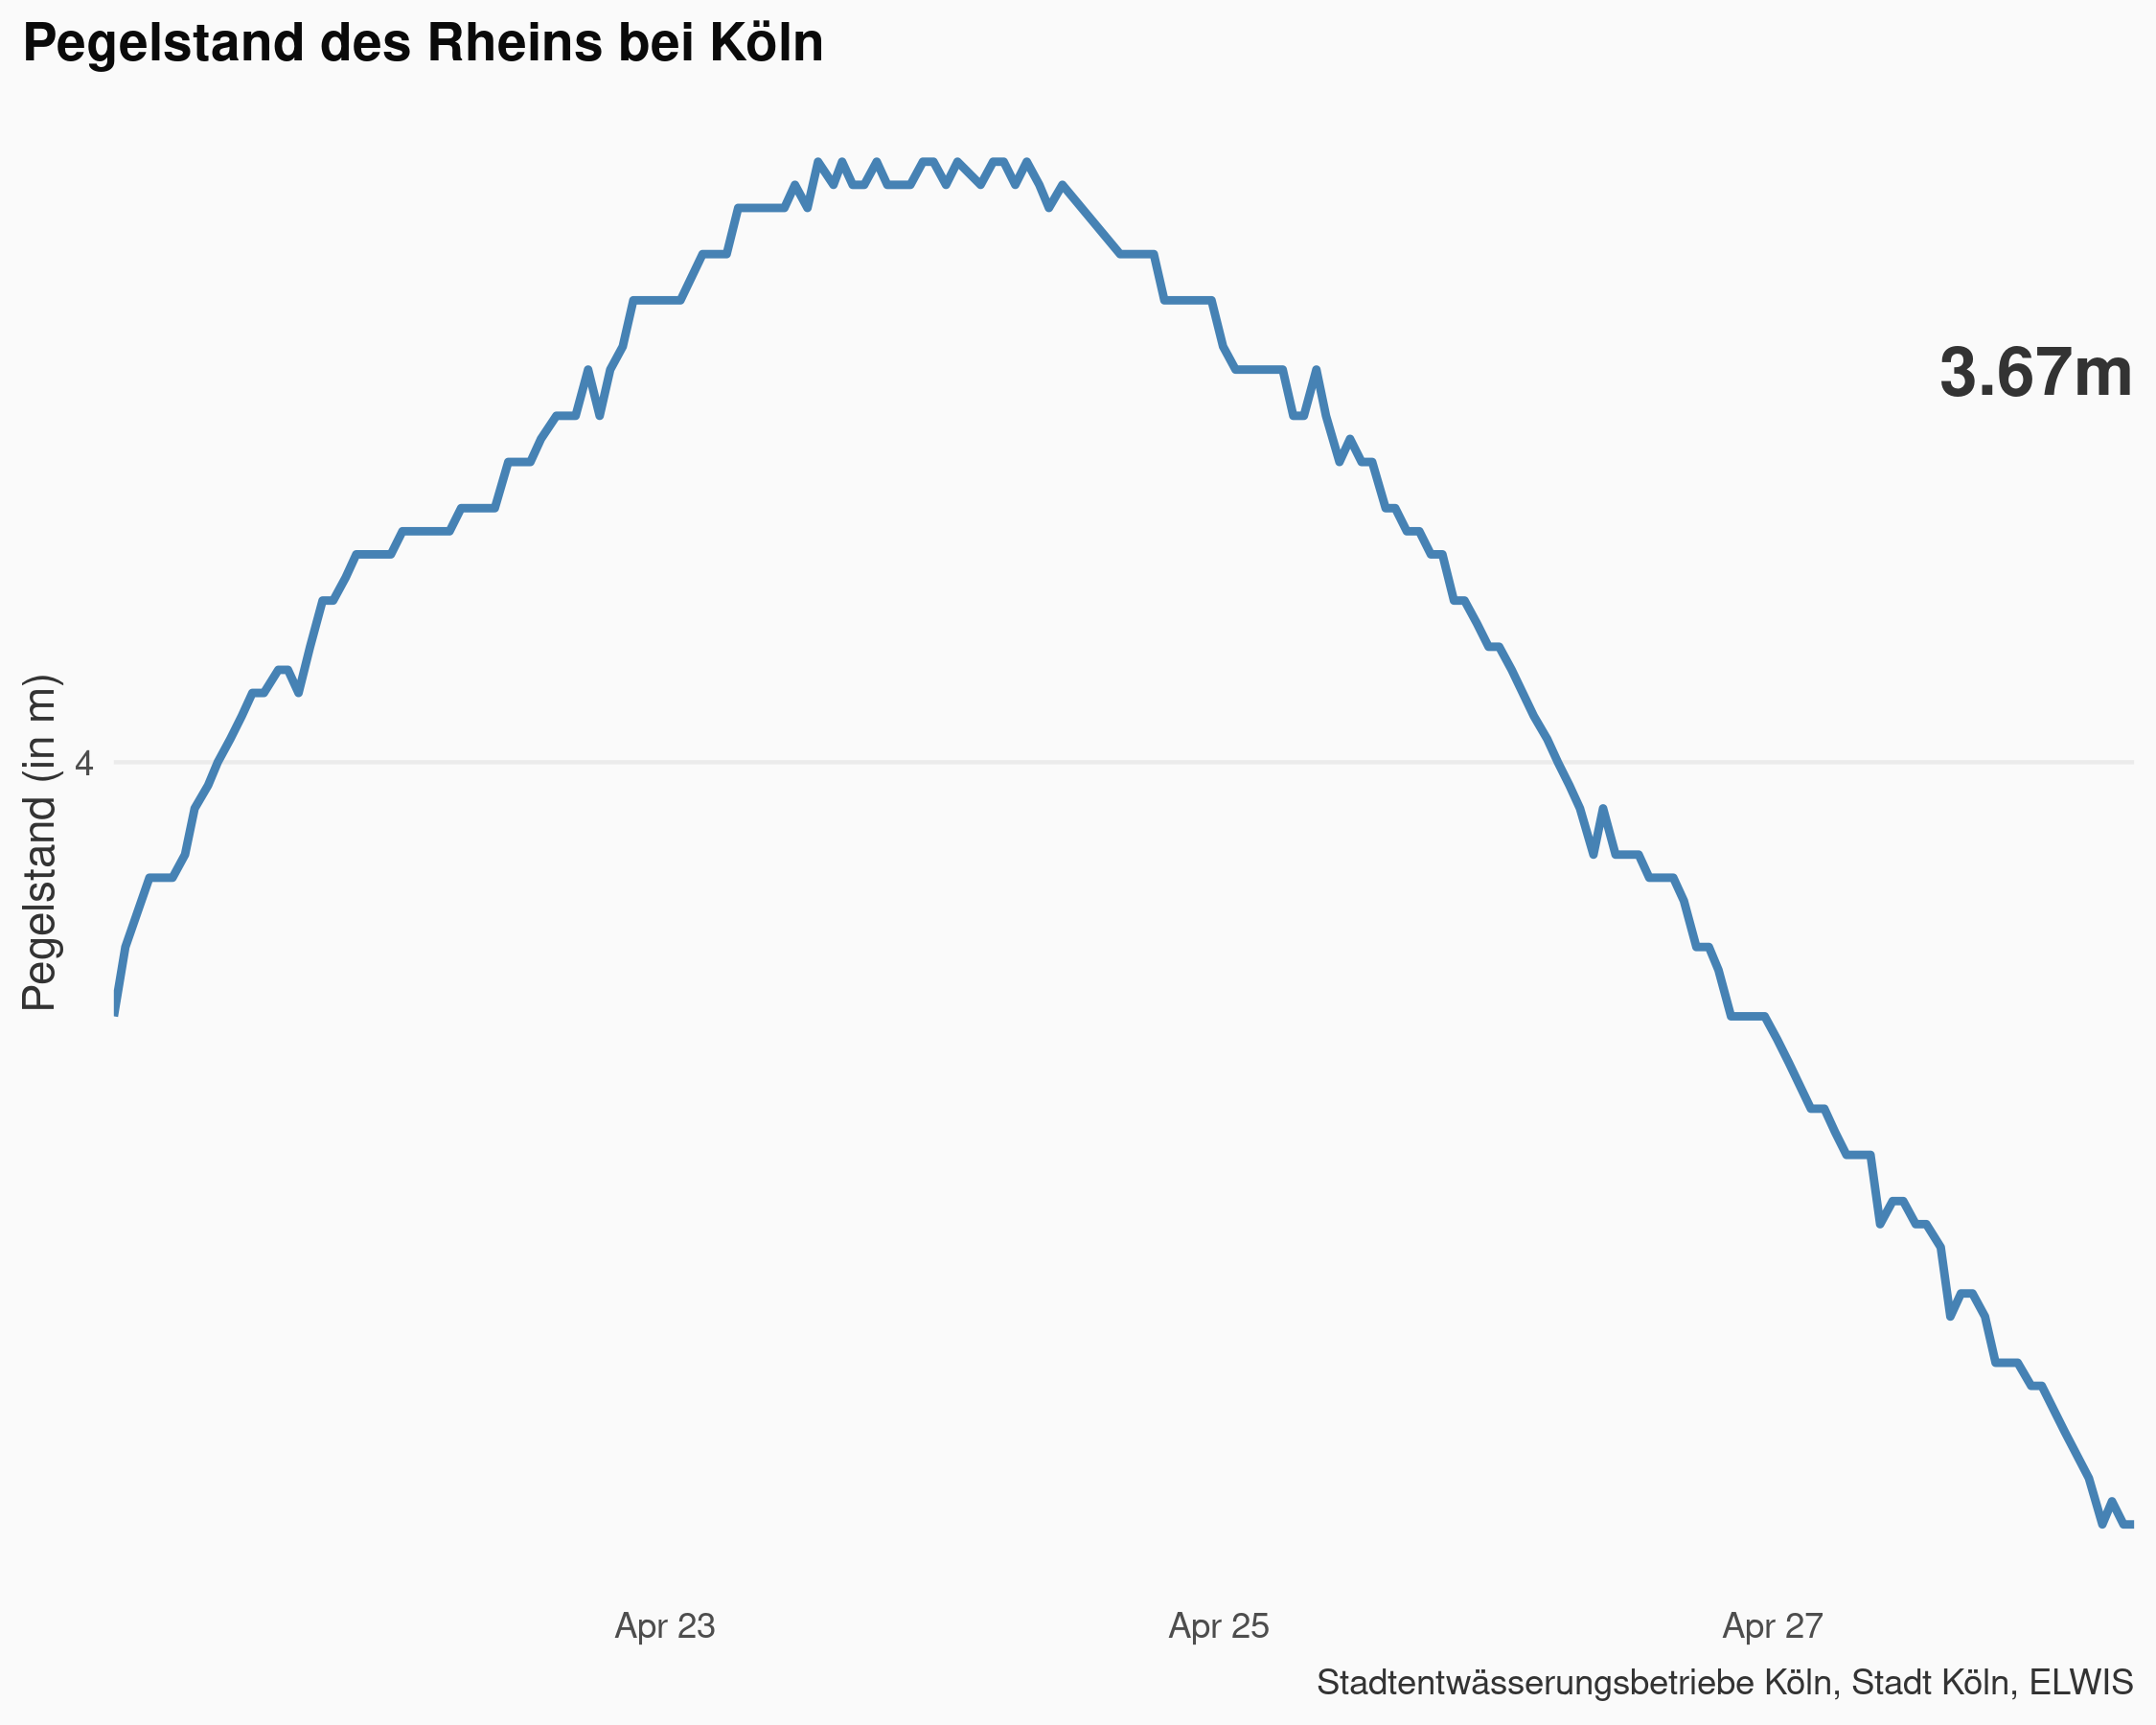 Pegelstand des Rheins bei Köln
3.67m
Pegelstand (in m)
4
Apr 23
Apr 25
Apr 27
Stadtentwässerungsbetriebe Köln, Stadt Köln, ELWIS